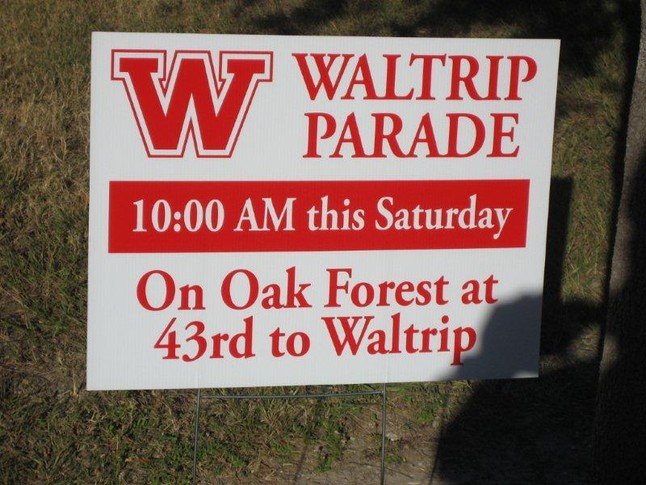 W WALTRIP
PARADE
10:00 AM this Saturday
On Oak Forest at
43rd to Waltrip